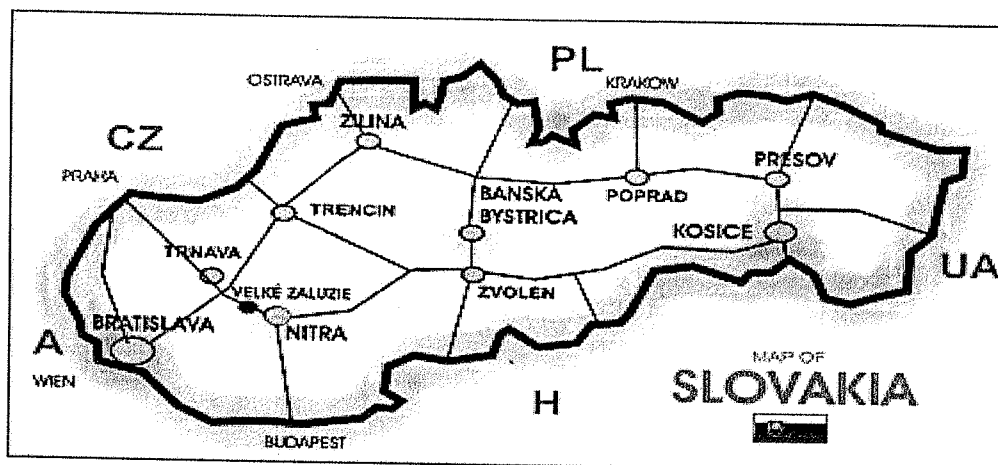 PL
OSTRAVA
KRAKOW
ZILINA
CZ
PRESOV
PRAHA
BANSKA
BYSTRICA
POPRAD
TRENCIN
KOSICE
TRNAVA
UA
VELKÉ ZALUZIE
ZVOLEN
BRATISLAVA
NITRA
A
WIEN
MAP OF
SLOVAKIA
H
BUDAPEST